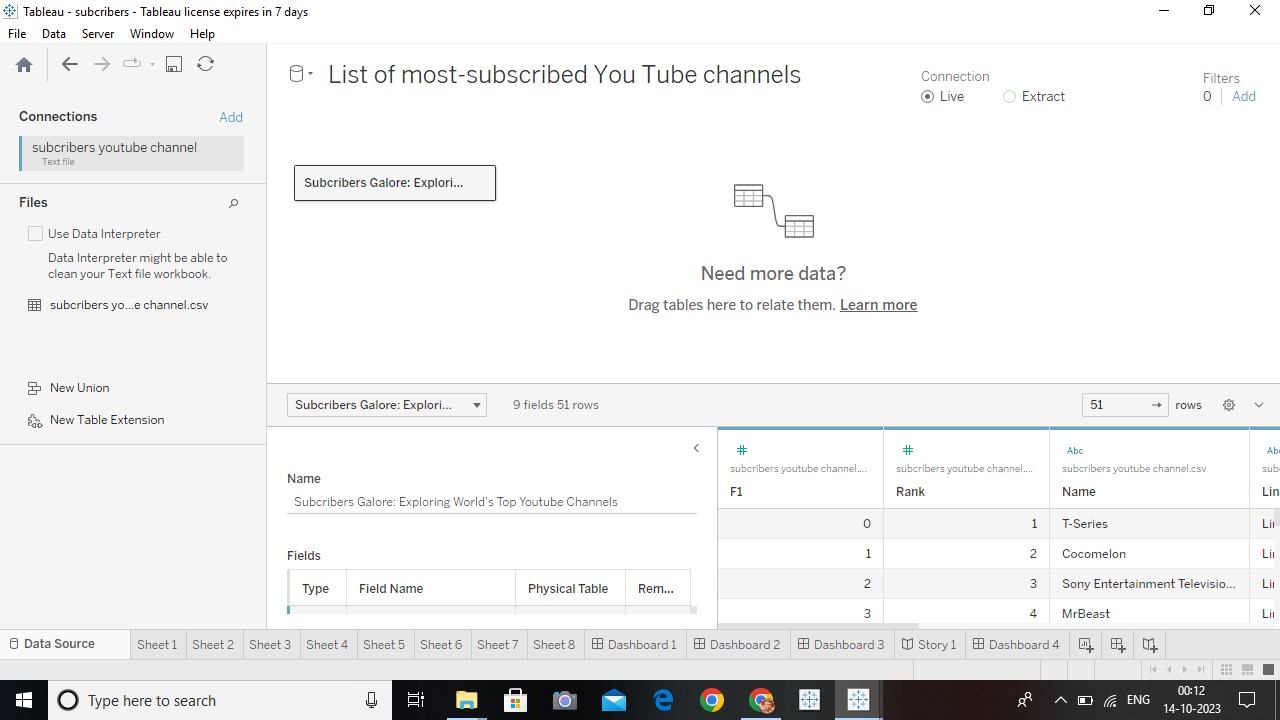 Tableau - subcribers - Tableau license expires in 7 days
File Data Server Window Help
List of most-subscribed You Tube channels
Connection
Live Extract
Filters
0 Add
Connections Add
subcribers youtube channel
Text file
Files
Use Data Interpreter
Data Interpreter might be able to
clean your Text file workbook.
subcribers yo...e channel.csv
New Union
New Table Extension
Subcribers Galore: Explori...
Need more data?
Drag tables here to relate them. Learn more
Subcribers Galore: Explori... 9 fields 51 rows 51 rows
Name
Subcribers Galore: Exploring World's Top Youtube Channels
Fields
Type Field Name Physical Table Rem...
Abc Ab
subcribers youtube channel.... subcribers youtube channel.... subcribers youtube channel.csv sub
F1 Rank Name Lin
0 1 T-Series Li
1 2 Cocomelon Li
2 3 Sony Entertainment Televisio... Li
3 4 MrBeast Li
Data Source Sheet 1 Sheet 2 Sheet 3 Sheet 4 Sheet 5 Sheet 6 Sheet 7 Sheet 8 Dashboard 1 Dashboard 2 Dashboard 3 Story 1 Dashboard 4
Type here to search
ENG
00:12
14-10-2023